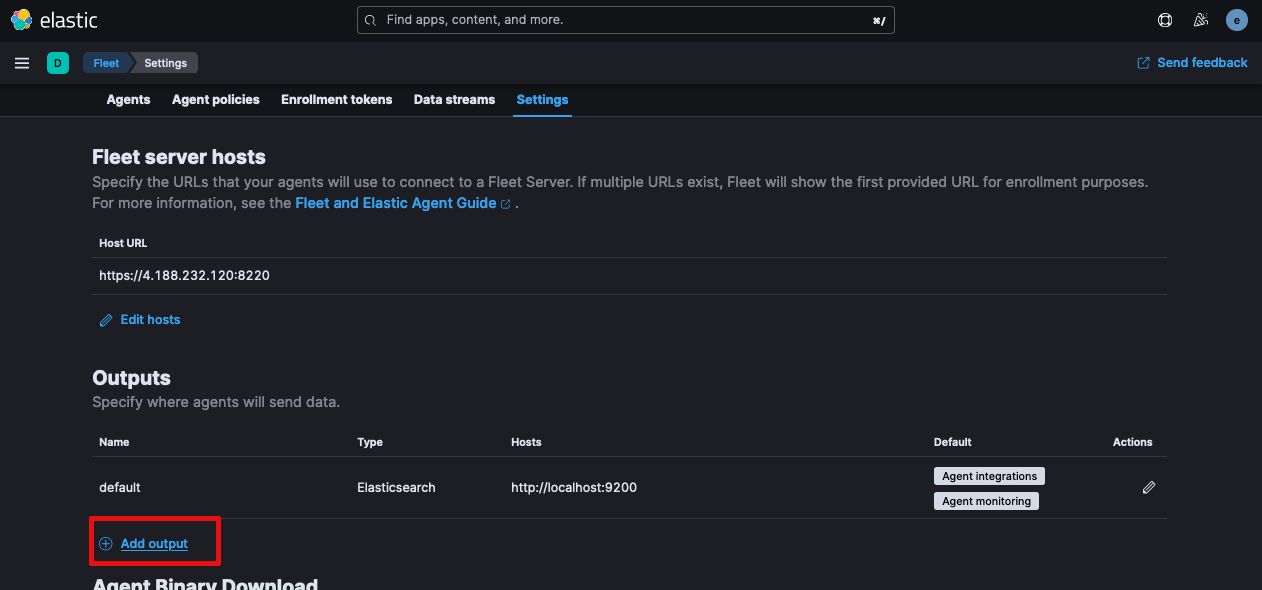 elastic
Find apps, content, and more.
⌘/
e
D
Fleet
Settings
Send feedback
Agents
Agent policies
Enrollment tokens
Data streams
Settings
Fleet server hosts
Specify the URLs that your agents will use to connect to a Fleet Server. If multiple URLs exist, Fleet will show the first provided URL for enrollment purposes.
For more information, see the Fleet and Elastic Agent Guide .
Host URL
https://4.188.232.120:8220
Edit hosts
Outputs
Specify where agents will send data.
Name Type Hosts Default Actions
default Elasticsearch http://localhost:9200 Agent integrations
Agent monitoring
Add output
Agent Binary Download